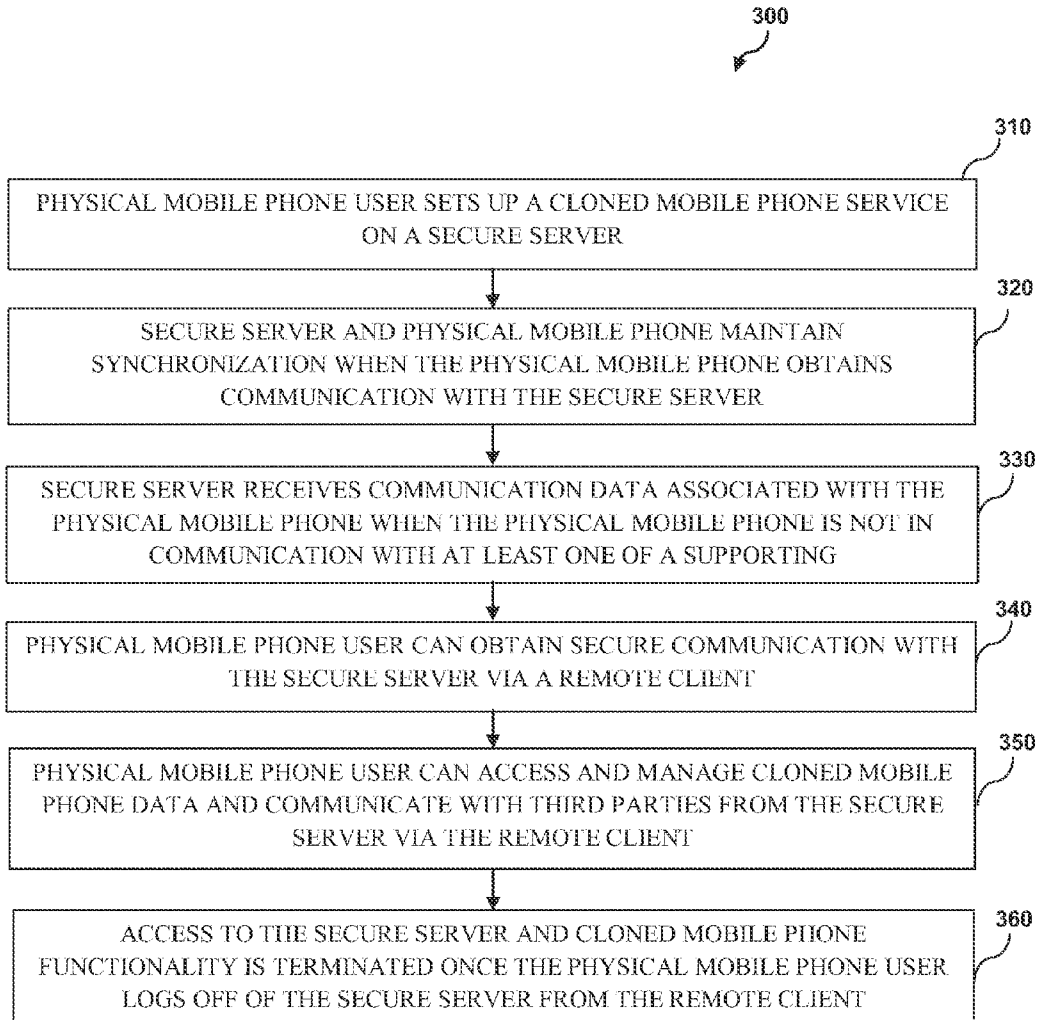 300
310
PHYSICAL MOBILE PHONE USER SETS UP A CLONED MOBILE PHONE SERVICE
ON A SECURE SERVER
320
SECURE SERVER AND PHYSICAL MOBILE PHONE MAINTAIN
SYNCHRONIZATION WHEN THE PHYSICAL MOBILE PHONE OBTAINS
COMMUNICATION WITH THE SECURE SERVER
330
SECURE SERVER RECEIVES COMMUNICATION DATA ASSOCIATED WITH THE
PHYSICAL MOBILE PHONE WHEN THE PHYSICAL MOBILE PHONE IS NOT IN
COMMUNICATION WITH AT LEAST ONE OF A SUPPORTING
340
PHYSICAL MOBILE PHONE USER CAN OBTAIN SECURE COMMUNICATION WITH
THE SECURE SERVER VIA A REMOTE CLIENT
350
PHYSICAL MOBILE PHONE USER CAN ACCESS AND MANAGE CLONED MOBILE
PHONE DATA AND COMMUNICATE WITH THIRD PARTIES FROM THE SECURE
SERVER VIA THE REMOTE CLIENT
360
ACCESS TO THE SECURE SERVER AND CLONED MOBILE PHONE
FUNCTIONALITY IS TERMINATED ONCE THE PHYSICAL MOBILE PHONE USER
LOGS OFF OF THE SECURE SERVER FROM THE REMOTE CLIENT